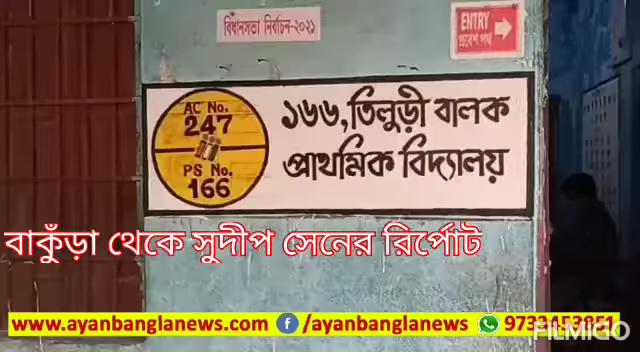 বিধানসভা নির্বাচন-২০২১
ENTRY
প্রবেশ পথ
AC No.
247
PS No.
166
১৬৬, তিলুড়ী বালক
প্রাথমিক বিদ্যালয়
বাকুঁড়া থেকে সুদীপ সেনের রির্পোট
www.ayanbanglanews.com /ayanbanglanews
FILMIGO